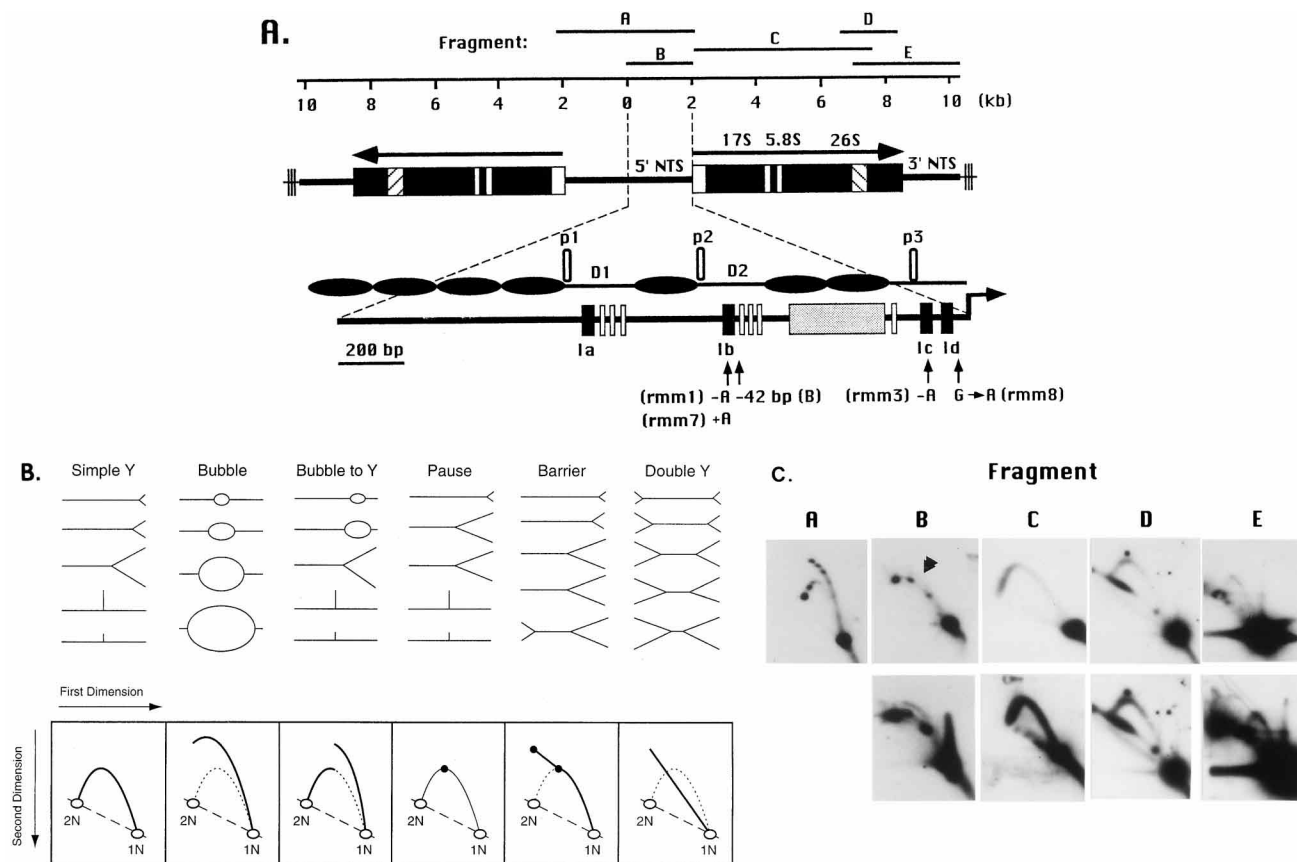 A.
Fragment:
A
B
C
D
E
10 8 6 4 2 0 2 4 6 8 10 (kb)
17S 5.8S 26S
5' NTS
3' NTS
p1 p2 p3
D1 D2
200 bp
Ia Ib Ic Id
(rmm1) -A -42 bp (B) (rmm3) -A G→A (rmm8)
(rmm7) +A
B.
Simple Y Bubble Bubble to Y Pause Barrier Double Y
First Dimension
Second Dimension
2N 2N 2N 2N 2N 2N
1N 1N 1N 1N 1N 1N
C.
Fragment
A B C D E